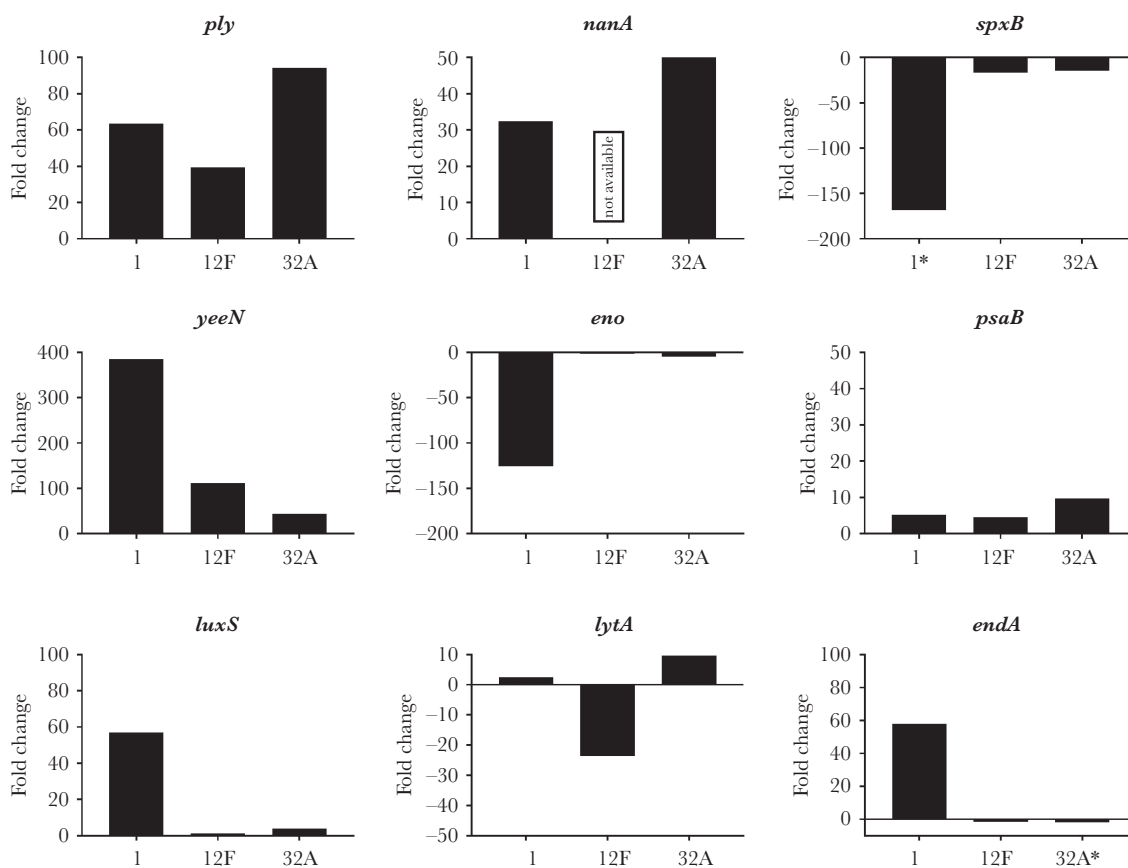 ply
Fold change
100
80
60
40
20
0
1 12F 32A
nanA
Fold change
50
40
30
20
10
0
not available
1 12F 32A
spxB
Fold change
0
−50
−100
−150
−200
1* 12F 32A
yeeN
Fold change
400
300
200
100
0
1 12F 32A
eno
Fold change
0
−50
−100
−150
−200
1 12F 32A
psaB
Fold change
50
40
30
20
10
0
1 12F 32A
luxS
Fold change
100
80
60
40
20
0
1 12F 32A
lytA
Fold change
10
0
−10
−20
−30
−40
−50
1 12F 32A
endA
Fold change
100
80
60
40
20
0
1 12F 32A*